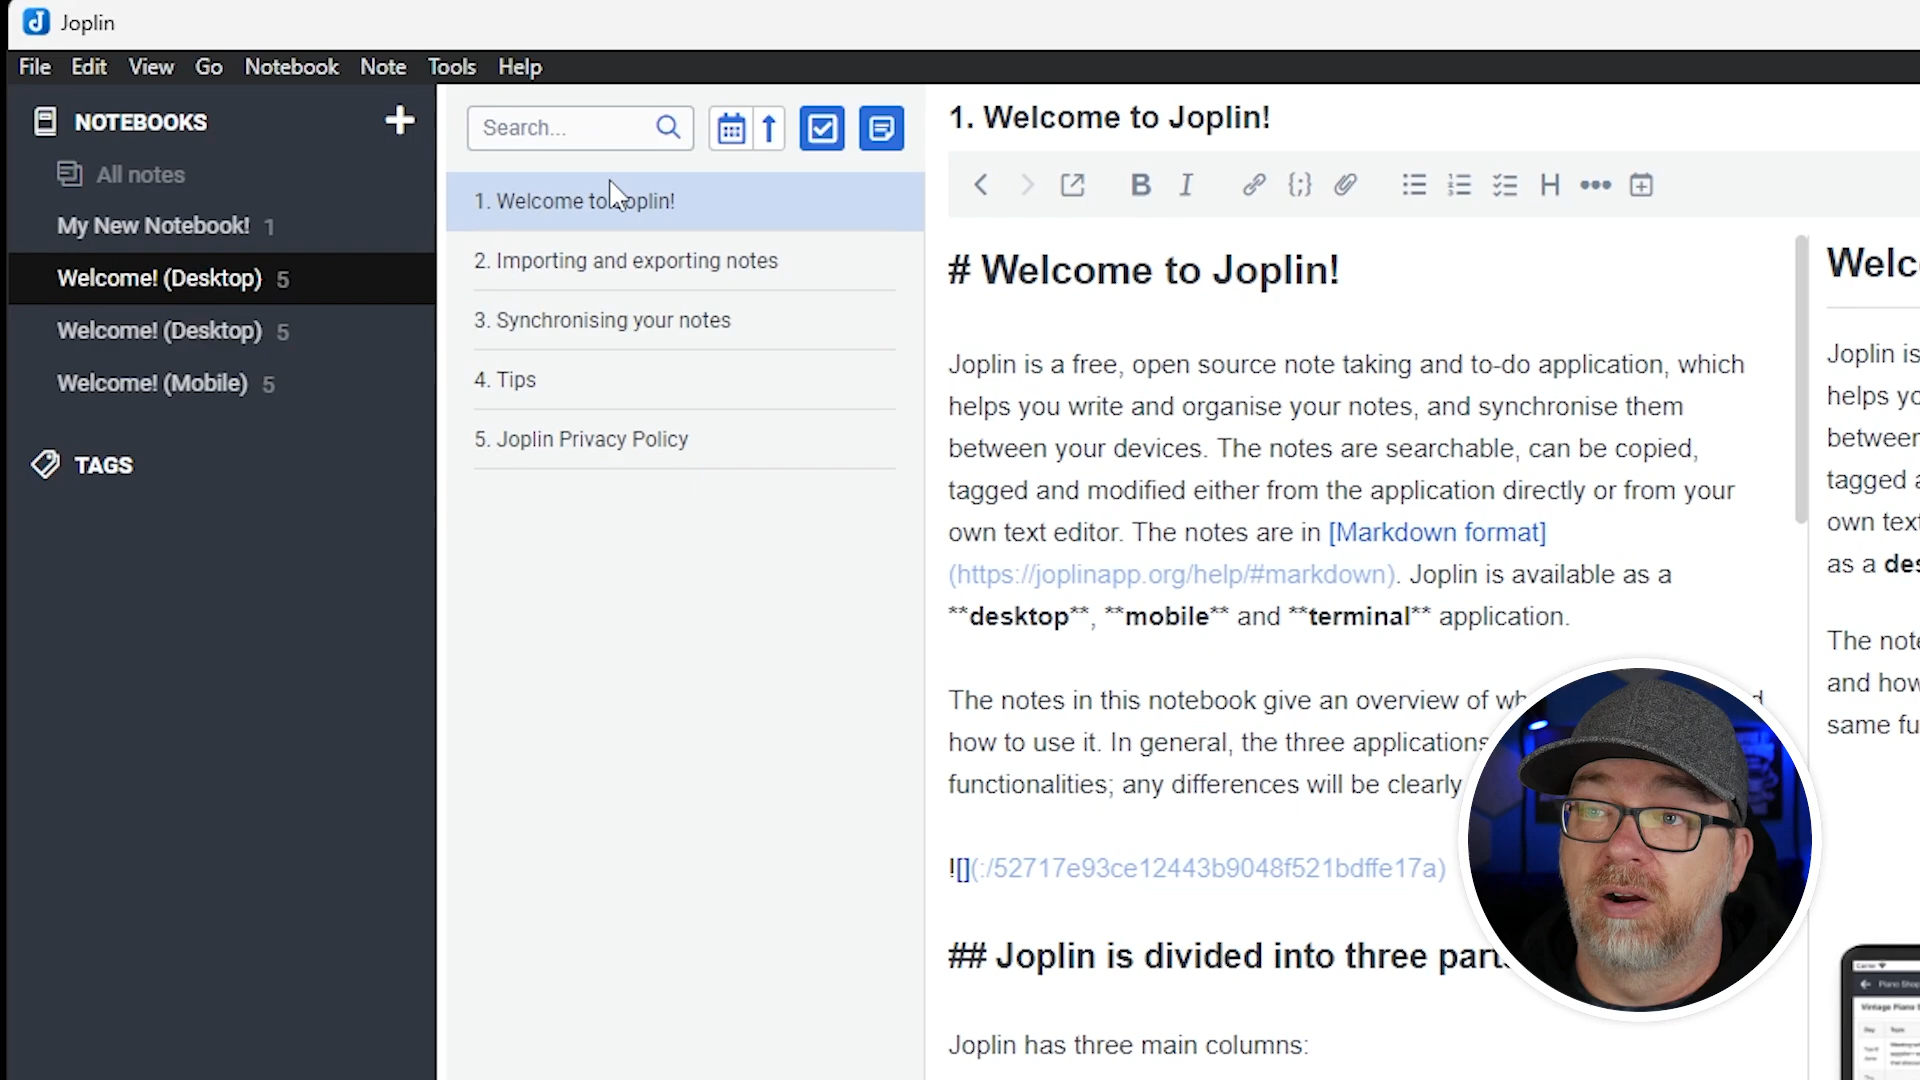 Joplin
File Edit View Go Notebook Note Tools Help
NOTEBOOKS
All notes
My New Notebook! 1
Welcome! (Desktop) 5
Welcome! (Desktop) 5
Welcome! (Mobile) 5
TAGS
Search...
1. Welcome to Joplin!
2. Importing and exporting notes
3. Synchronising your notes
4. Tips
5. Joplin Privacy Policy
1. Welcome to Joplin!
# Welcome to Joplin!
Joplin is a free, open source note taking and to-do application, which
helps you write and organise your notes, and synchronise them
between your devices. The notes are searchable, can be copied,
tagged and modified either from the application directly or from your
own text editor. The notes are in [Markdown format]
(https://joplinapp.org/help/#markdown). Joplin is available as a
**desktop**, **mobile** and **terminal** application.
The notes in this notebook give an overview of
how to use it. In general, the three applications
functionalities; any differences will be clearly
![](:/52717e93ce12443b9048f521bdffe17a)
## Joplin is divided into three parts
Joplin has three main columns:
Welc
Joplin is
helps yo
between
tagged a
own text
as a des
The note
and how
same fu